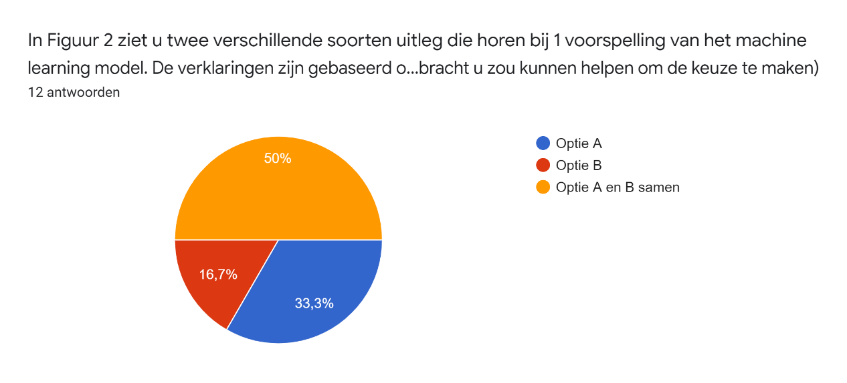 In Figuur 2 ziet u twee verschillende soorten uitleg die horen bij 1 voorspelling van het machine
learning model. De verklaringen zijn gebaseerd o...bracht u zou kunnen helpen om de keuze te maken)
12 antwoorden
50%
16,7%
33,3%
Optie A
Optie B
Optie A en B samen